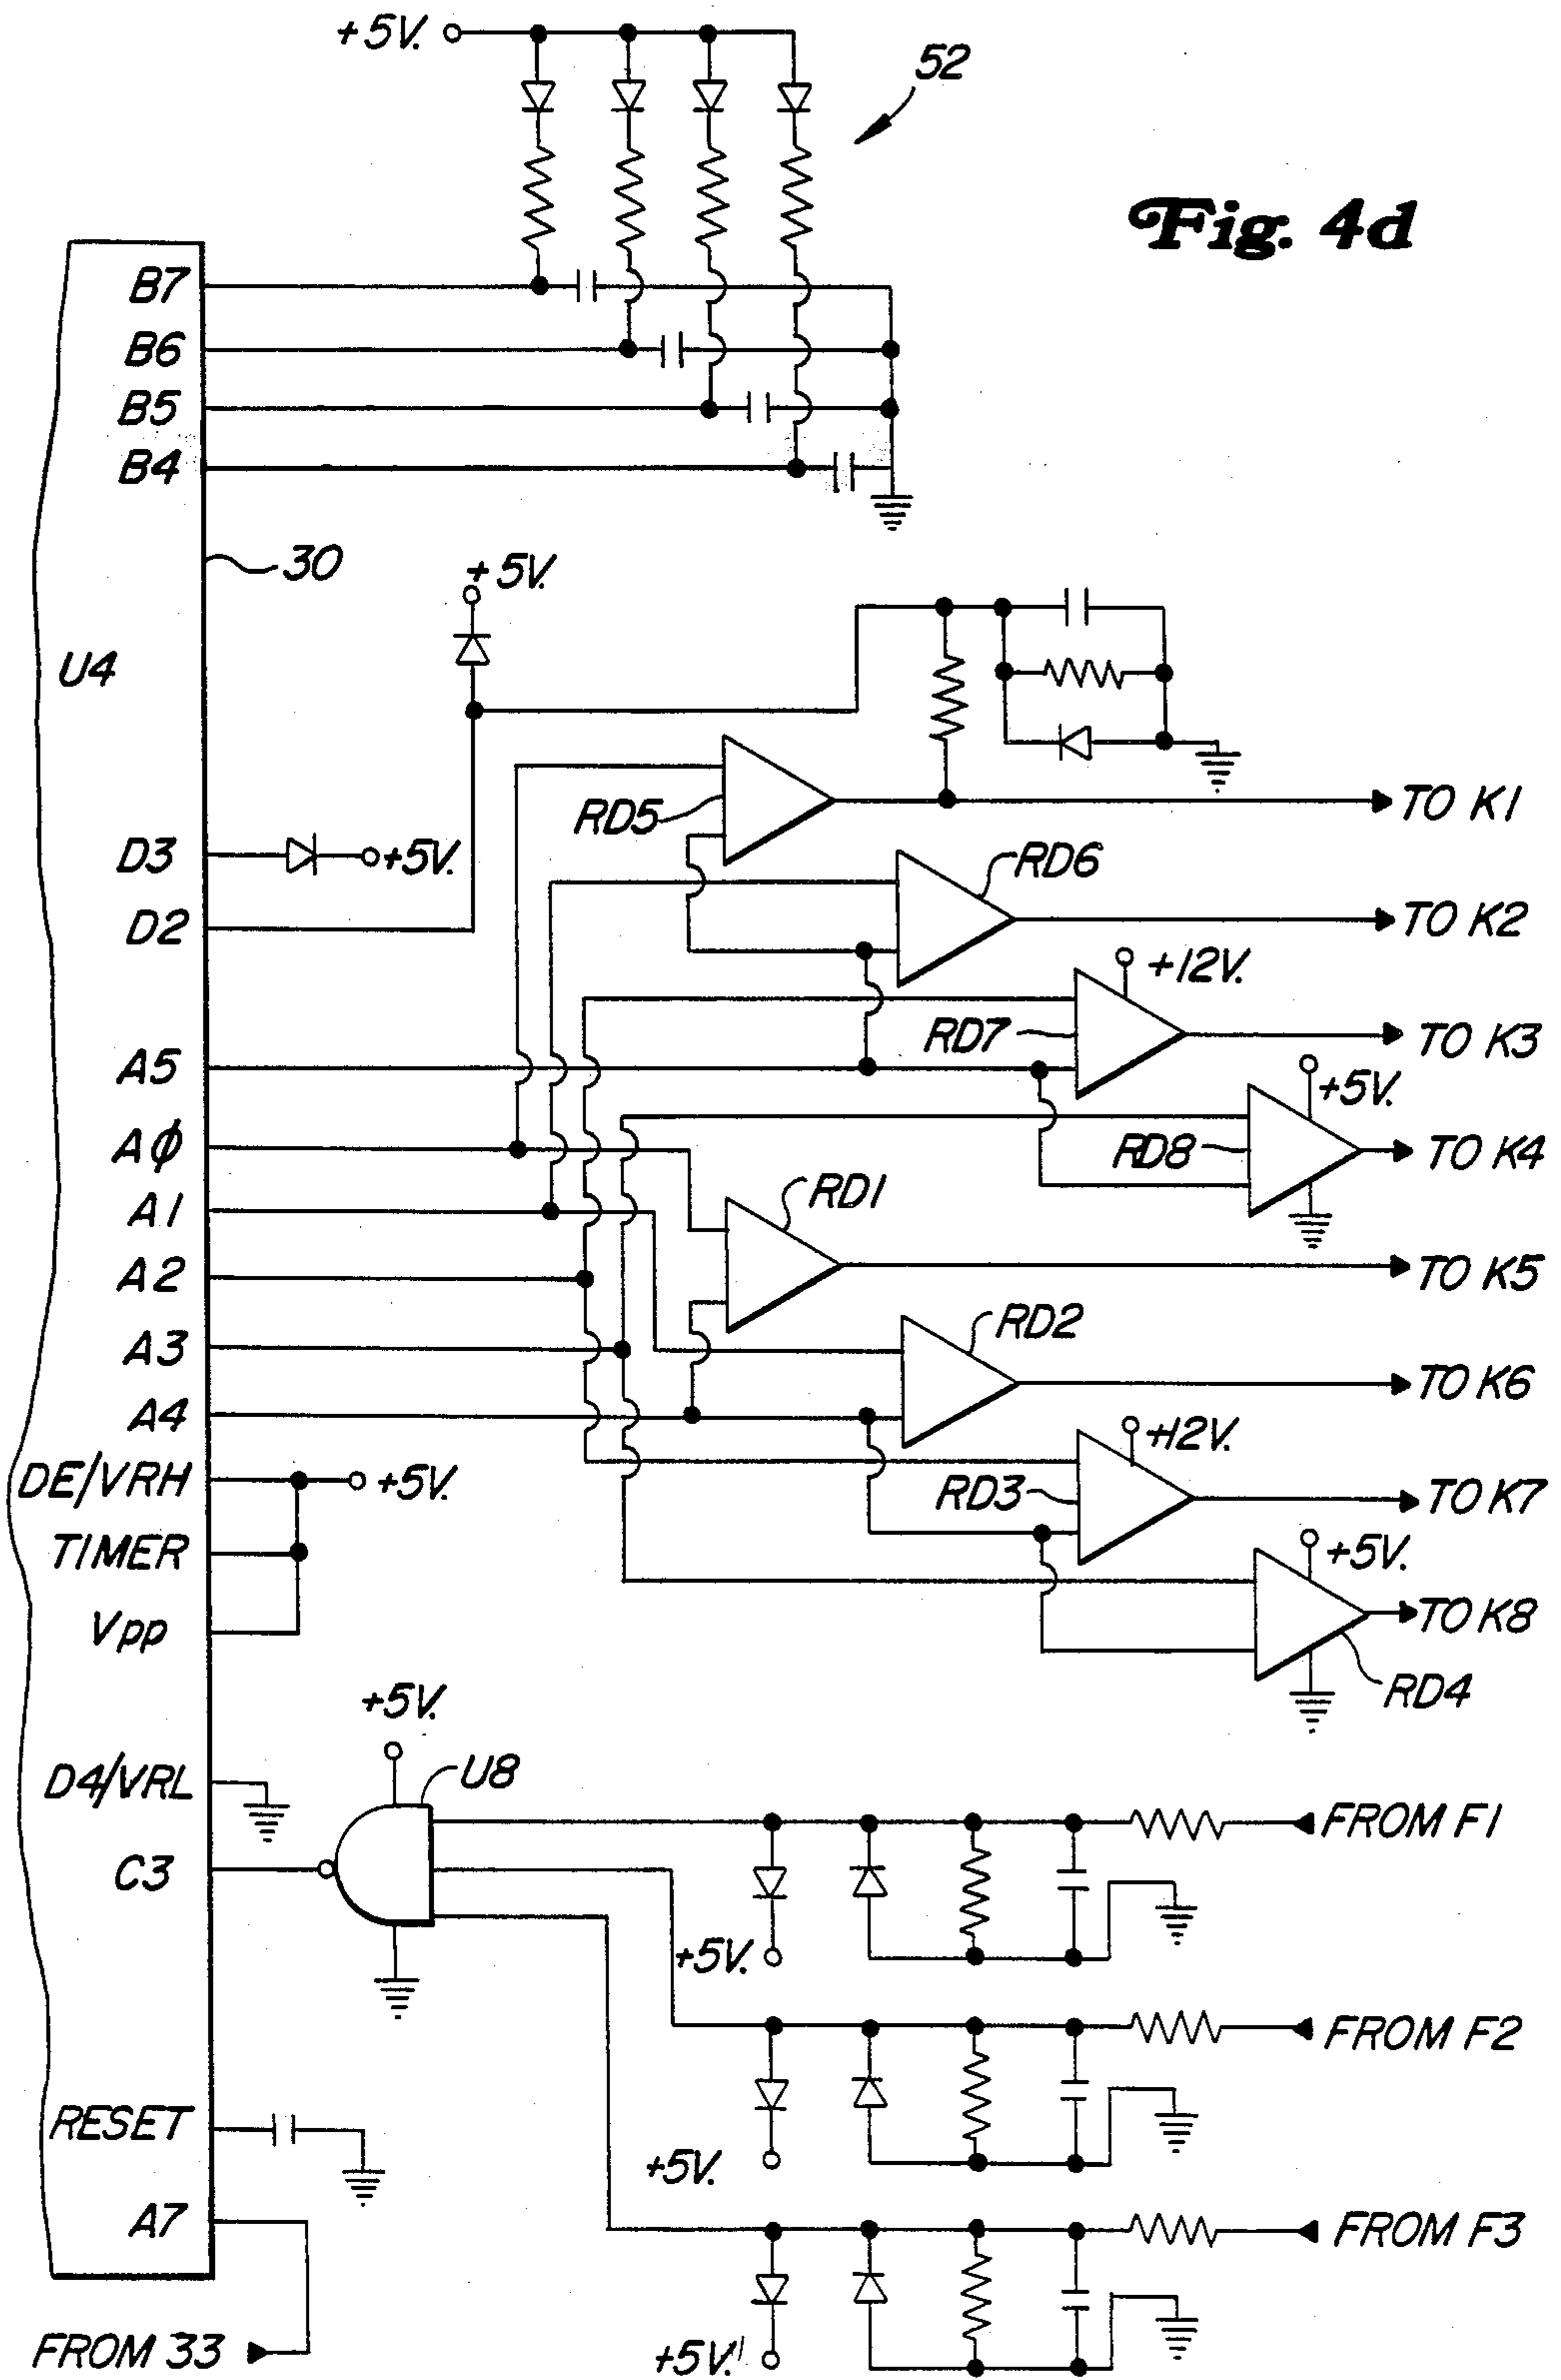 +5V.
52
Fig. 4d
B7
B6
B5
B4
30
+5V.
U4
RD5
TO K1
D3
+5V.
RD6
D2
TO K2
+12V.
RD7
TO K3
A5
+5V.
AΦ
RD8
TO K4
A1
RD1
A2
TO K5
A3
RD2
TO K6
A4
+12V.
DE/VRH
+5V.
RD3
TO K7
TIMER
+5V.
Vpp
TO K8
RD4
+5V.
D4/VRL
U8
FROM F1
C3
+5V.
FROM F2
RESET
+5V.
A7
FROM F3
FROM 33
+5V.